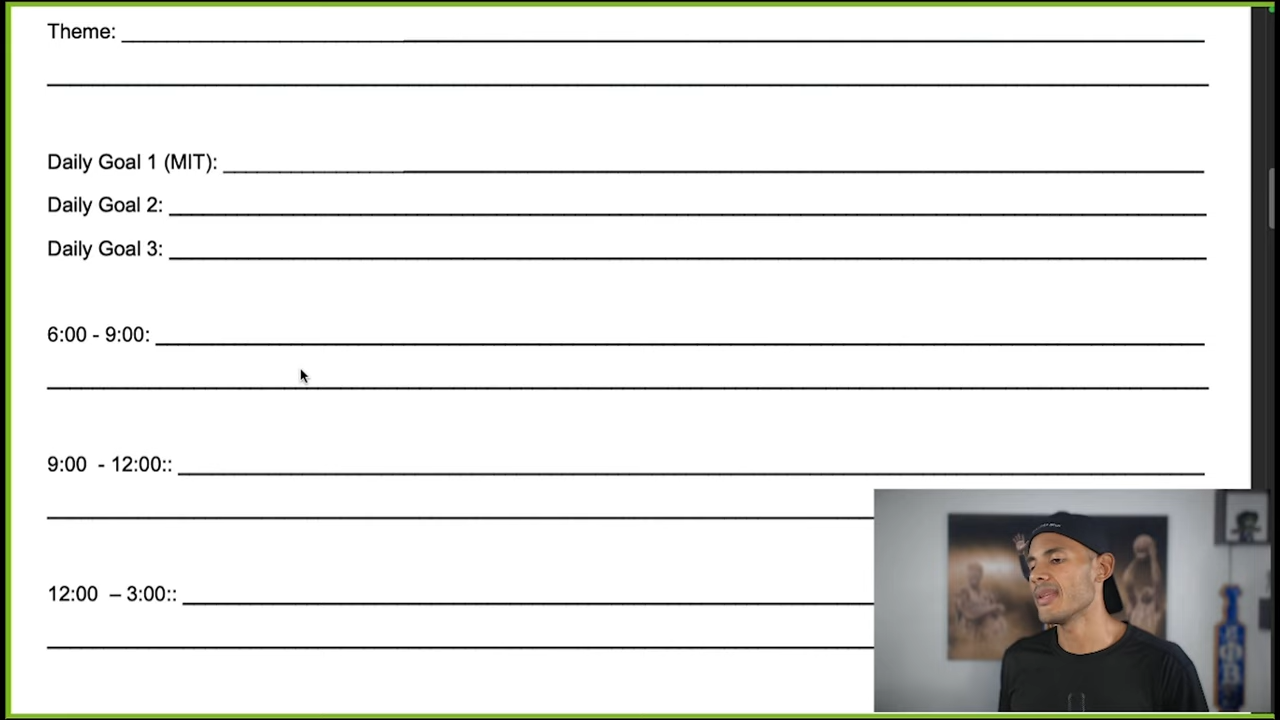 Theme:
Daily Goal 1 (MIT):
Daily Goal 2:
Daily Goal 3:
6:00 - 9:00:
9:00  - 12:00::
12:00  – 3:00::
ΣΦΒ